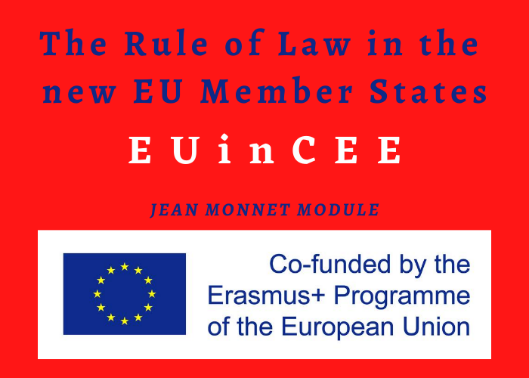 The Rule of Law in the
new EU Member States
EUinCEE
JEAN MONNET MODULE
Co-funded by the
Erasmus+ Programme
of the European Union